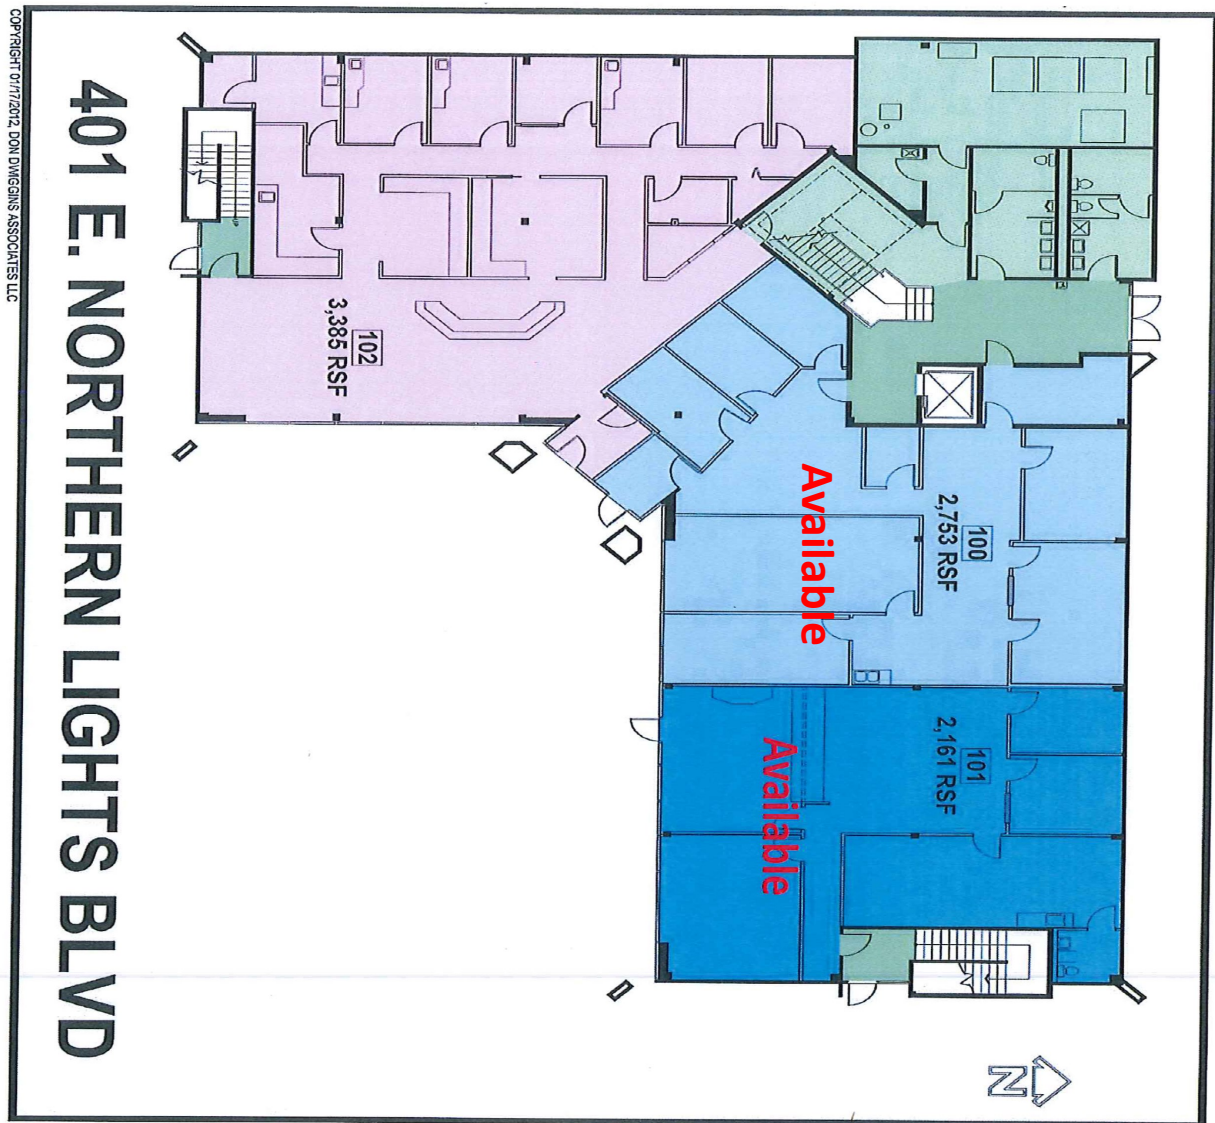 401 E. NORTHERN LIGHTS BLVD
102
3,385 RSF
100
2,753 RSF
Available
101
2,161 RSF
Available
N
COPYRIGHT 01/17/2012, DON DWIGGINS ASSOCIATES LLC